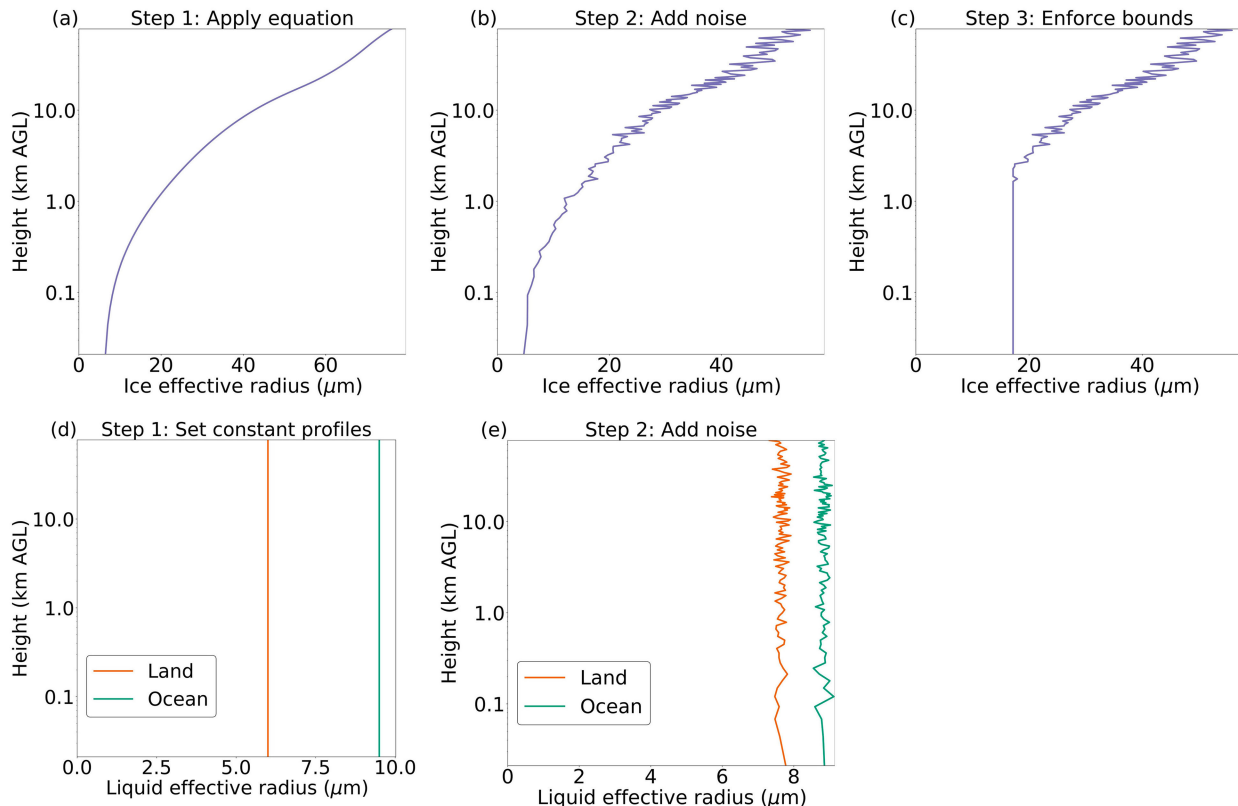 (a) Step 1: Apply equation
Height (km AGL)
10.0
1.0
0.1
0 20 40 60
Ice effective radius (μm)
(b) Step 2: Add noise
Height (km AGL)
10.0
1.0
0.1
0 20 40
Ice effective radius (μm)
(c) Step 3: Enforce bounds
Height (km AGL)
10.0
1.0
0.1
0 20 40
Ice effective radius (μm)
(d) Step 1: Set constant profiles
Height (km AGL)
10.0
1.0
0.1
Land
Ocean
0.0 2.5 5.0 7.5 10.0
Liquid effective radius (μm)
(e) Step 2: Add noise
Height (km AGL)
10.0
1.0
0.1
Land
Ocean
0 2 4 6 8
Liquid effective radius (μm)